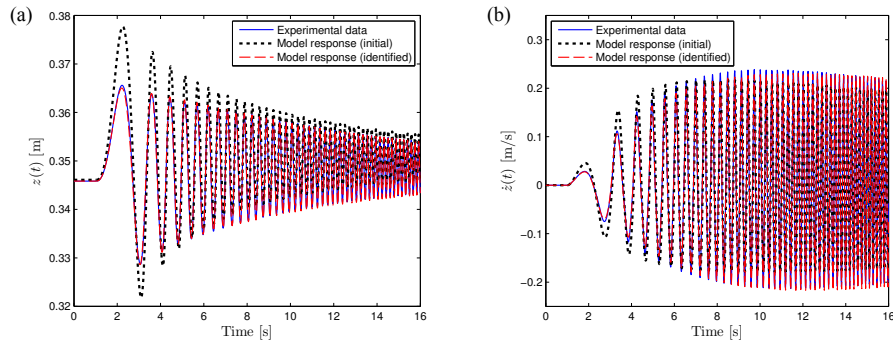 (a)
0.38
0.37
0.36
0.35
0.34
0.33
0.32
z(t) [m]
0 2 4 6 8 10 12 14 16
Time [s]
Experimental data
Model response (initial)
Model response (identified)
(b)
0.3
0.2
0.1
0
−0.1
−0.2
ż(t) [m/s]
0 2 4 6 8 10 12 14 16
Time [s]
Experimental data
Model response (initial)
Model response (identified)